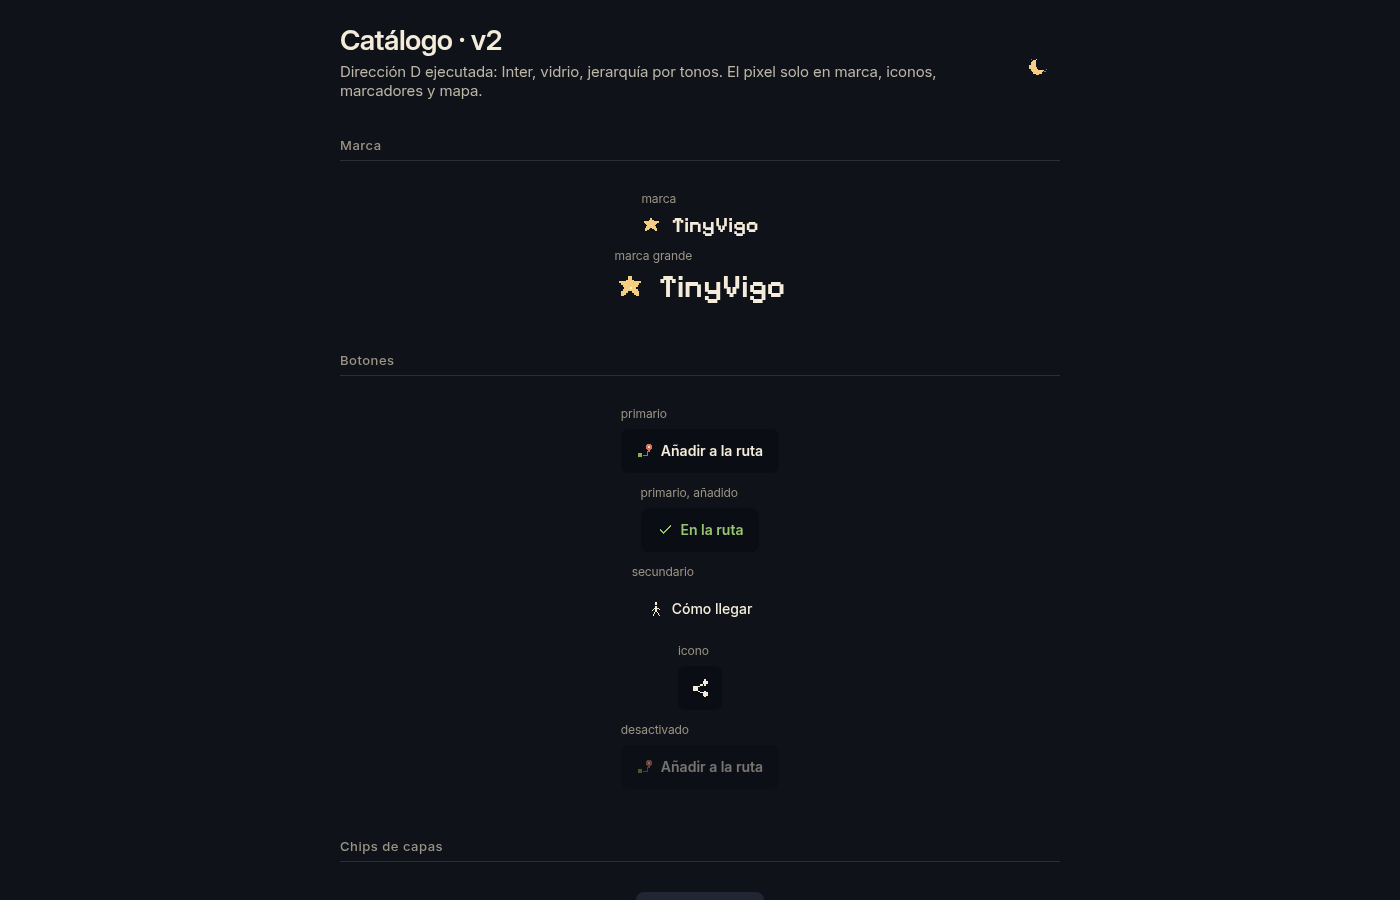 Catálogo · v2
Dirección D ejecutada: Inter, vidrio, jerarquía por tonos. El pixel solo en marca, iconos,
marcadores y mapa.
Marca
marca
TinyVigo
marca grande
TinyVigo
Botones
primario
Añadir a la ruta
primario, añadido
En la ruta
secundario
Cómo llegar
icono
desactivado
Añadir a la ruta
Chips de capas